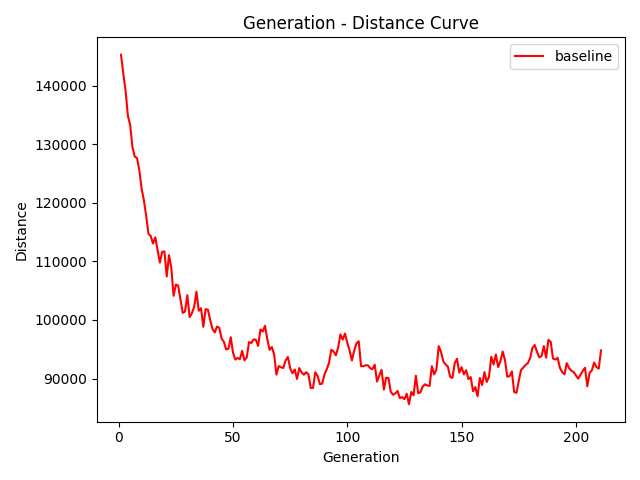 Generation - Distance Curve
baseline
140000
130000
120000
110000
100000
90000
Distance
0 50 100 150 200
Generation